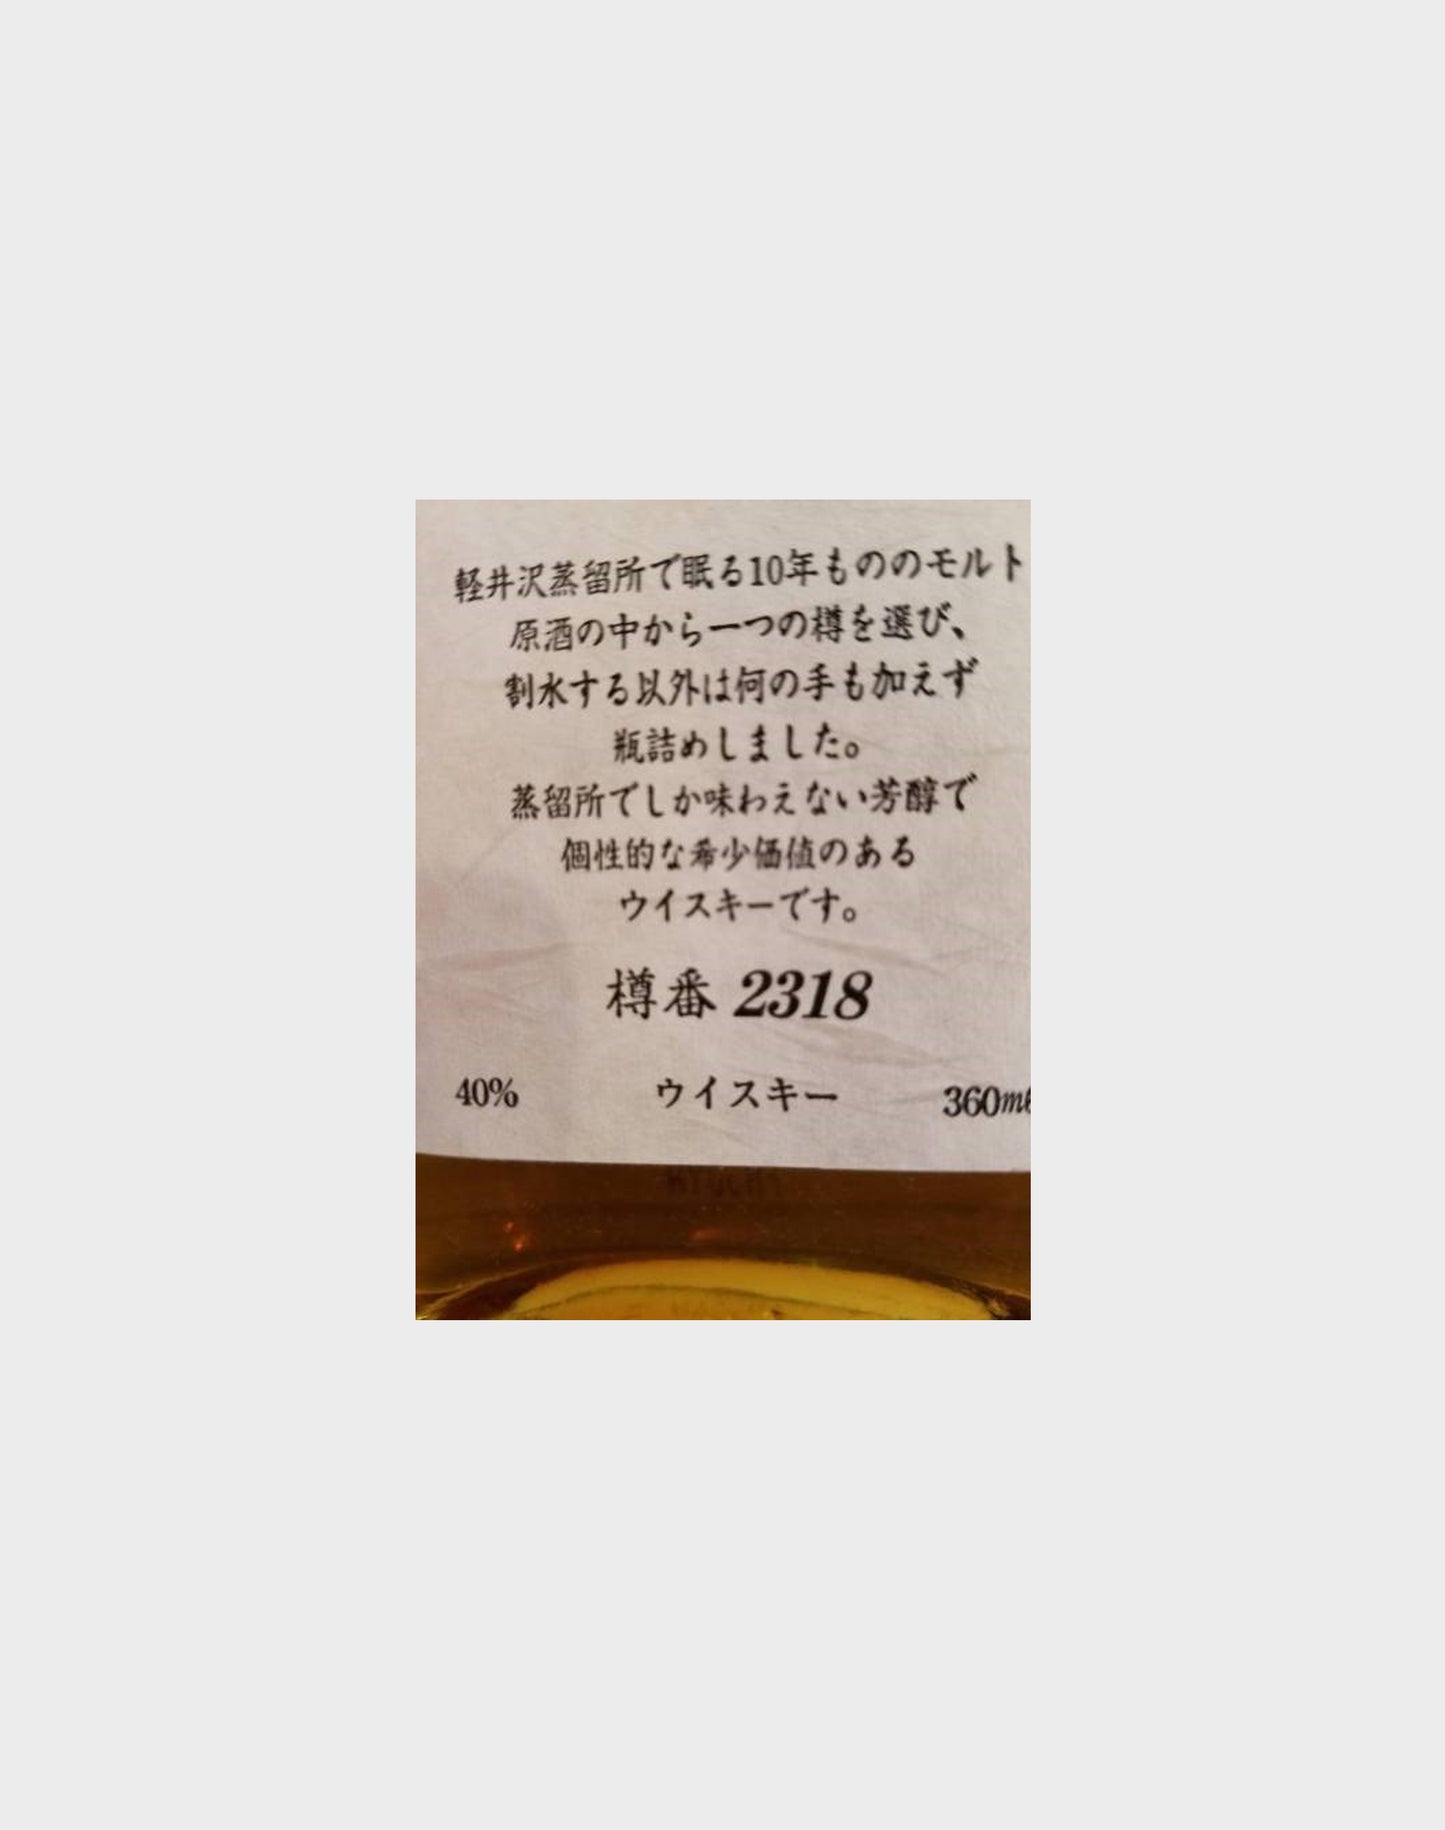 軽井沢蒸留所で眠る10年もののモルト
原酒の中から一つの樽を選び、
割水する以外は何の手も加えず
瓶詰めしました。
蒸留所でしか味わえない芳醇で
個性的な希少価値のある
ウイスキーです。
樽番 2318
40% ウイスキー 360ml